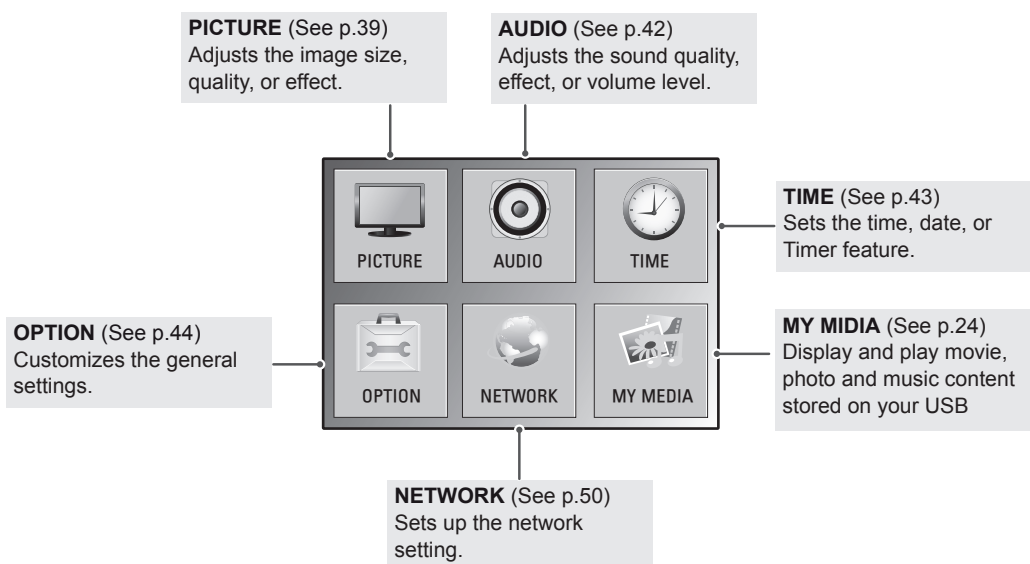 PICTURE (See p.39)
Adjusts the image size,
quality, or effect.
AUDIO (See p.42)
Adjusts the sound quality,
effect, or volume level.
PICTURE
AUDIO
TIME
TIME (See p.43)
Sets the time, date, or
Timer feature.
OPTION (See p.44)
Customizes the general
settings.
OPTION
NETWORK
MY MEDIA
MY MIDIA (See p.24)
Display and play movie,
photo and music content
stored on your USB
NETWORK (See p.50)
Sets up the network
setting.